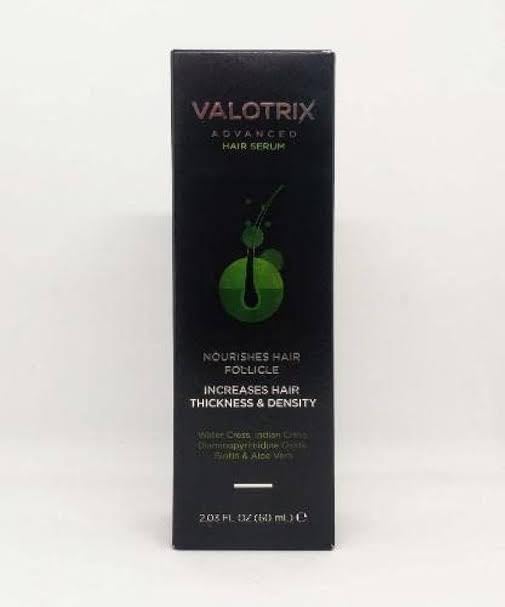 VALOTRIX
ADVANCED
HAIR SERUM
NOURISHES HAIR
FOLLICLE
INCREASES HAIR
THICKNESS & DENSITY
Water Cress, Indian Cress,
Diaminopyrimidine Oxide,
Biotin & Aloe Vera
2.03 FL OZ (60 mL) ℮